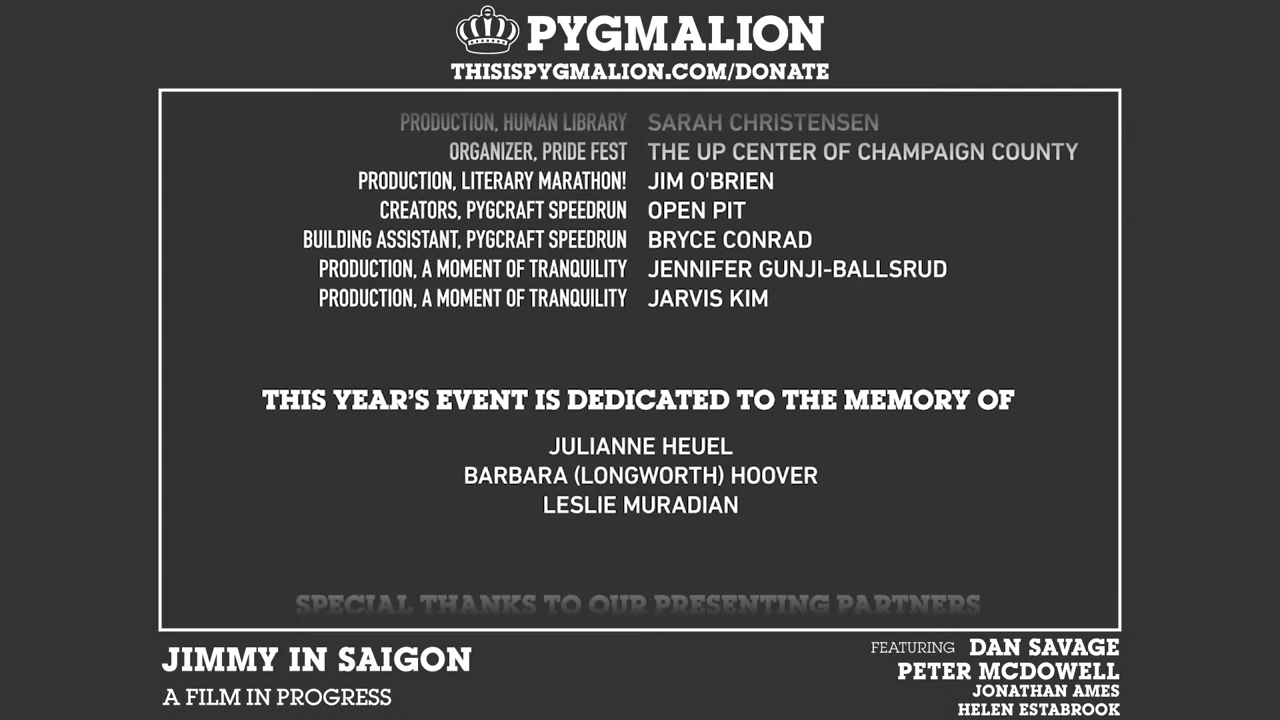 PYGMALION
THISISPYGMALION.COM/DONATE
PRODUCTION, HUMAN LIBRARY SARAH CHRISTENSEN
ORGANIZER, PRIDE FEST THE UP CENTER OF CHAMPAIGN COUNTY
PRODUCTION, LITERARY MARATHON! JIM O'BRIEN
CREATORS, PYGCRAFT SPEEDRUN OPEN PIT
BUILDING ASSISTANT, PYGCRAFT SPEEDRUN BRYCE CONRAD
PRODUCTION, A MOMENT OF TRANQUILITY JENNIFER GUNJI-BALLSRUD
PRODUCTION, A MOMENT OF TRANQUILITY JARVIS KIM
THIS YEAR’S EVENT IS DEDICATED TO THE MEMORY OF
JULIANNE HEUEL
BARBARA (LONGWORTH) HOOVER
LESLIE MURADIAN
SPECIAL THANKS TO OUR PRESENTING PARTNERS
JIMMY IN SAIGON
A FILM IN PROGRESS
FEATURING DAN SAVAGE
PETER MCDOWELL
JONATHAN AMES
HELEN ESTABROOK